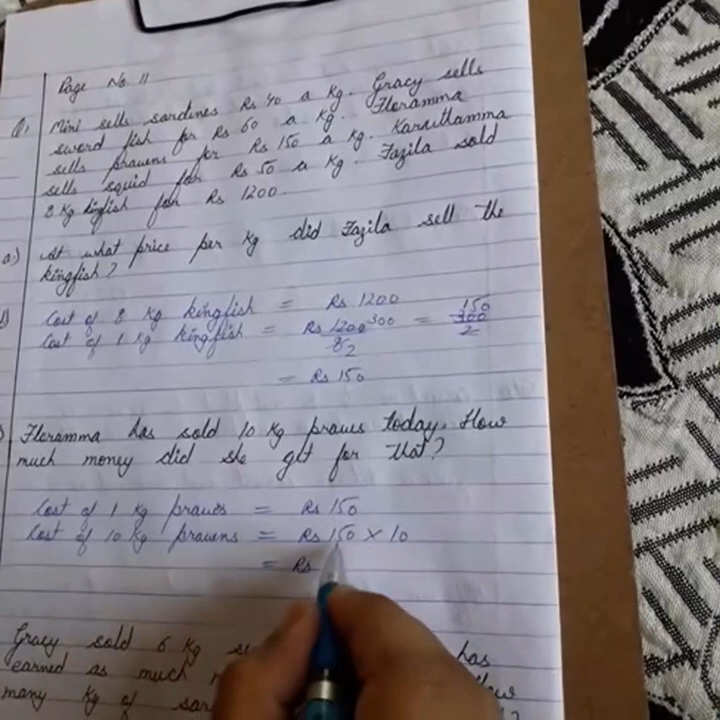 Page No 11
Q1 Mini sells sardines Rs 40 a kg. Gracy sells
sword fish for Rs 60 a kg. Floramma
sells prawns for Rs 150 a kg. Karuttamma
sells squid for Rs 50 a kg. Fazila sold
8 Kg kingfish for Rs 1200.
a) At what price per kg did Fazila sell the
kingfish?
Cost of 8 kg kingfish = Rs 1200
Cost of 1 kg kingfish = Rs 1200 300 / 8 2 = 150 300 / 2
= Rs 150
Floramma has sold 10 kg prawns today. How
much money did she get for that?
Cost of 1 kg prawns = Rs 150
Cost of 10 kg prawens = Rs 150 × 10
= Rs
Gracy sold 6 kg has
earned as much
many kg of